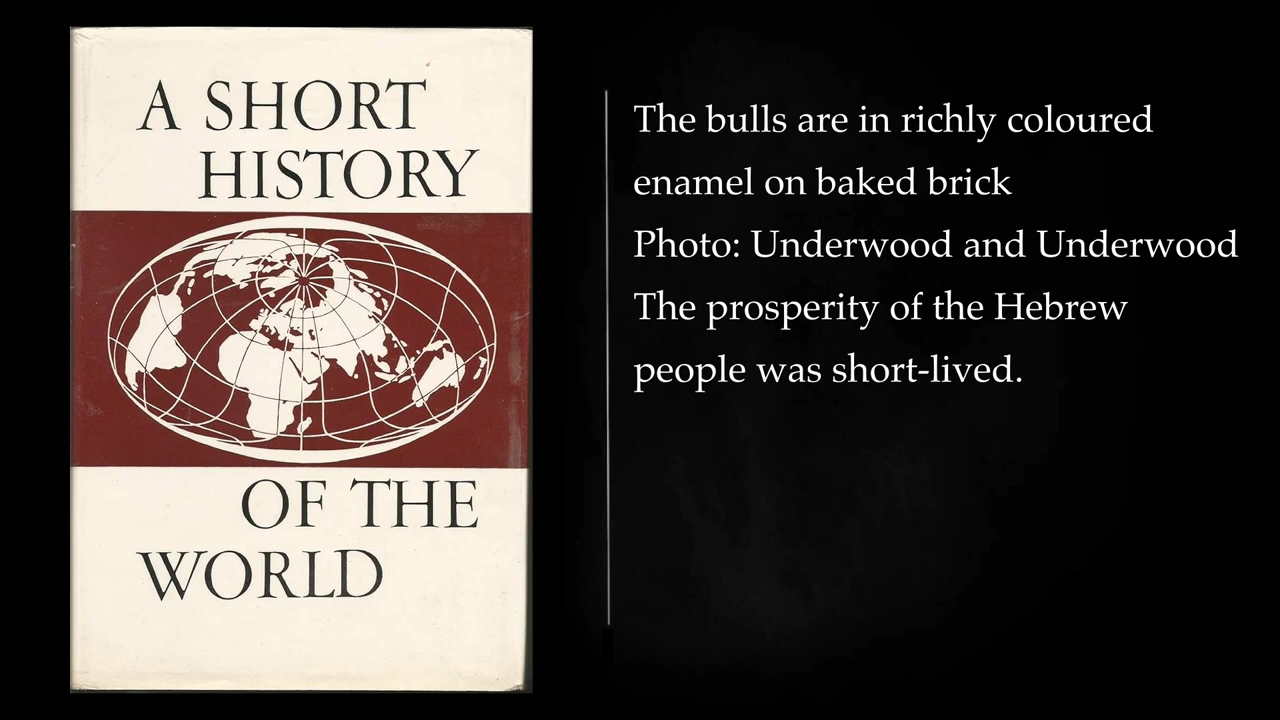 A SHORT
HISTORY
OF THE
WORLD
The bulls are in richly coloured
enamel on baked brick
Photo: Underwood and Underwood
The prosperity of the Hebrew
people was short-lived.